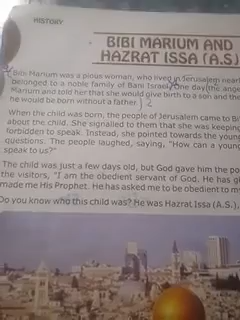 HISTORY
BIBI MARIUM AND
HAZRAT ISSA (A.S)
Bibi Marium was a pious woman, who lived in Jerusalem near
belonged to a noble family of Bani Israel. One day the ange
Marium and told her that she would give birth to a son and the
he would be born without a father.
When the child was born, the people of Jerusalem came to Bi
about the child. She signalled to them that she was keeping
forbidden to speak. Instead, she pointed towards the young
questions. The people laughed, saying, "How can a young
speak to us?"
The child was just a few days old, but God gave him the po
the visitors, "I am the obedient servant of God. He has gi
made me His Prophet. He has asked me to be obedient to m
Do you know who this child was? He was Hazrat Issa (A.S.),